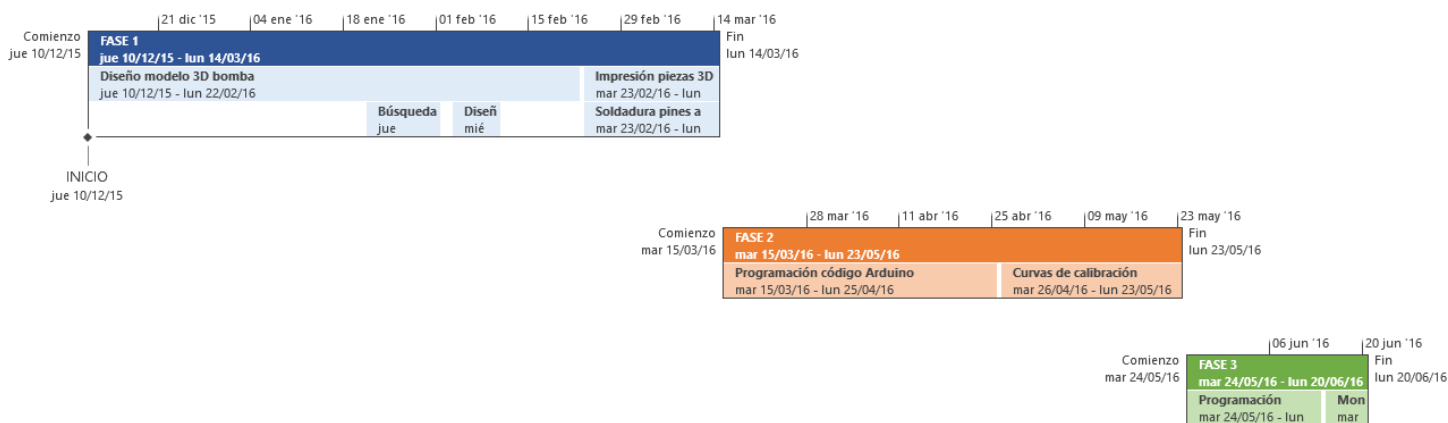 21 dic '15 04 ene '16 18 ene '16 01 feb '16 15 feb '16 29 feb '16 14 mar '16
Comienzo
jue 10/12/15
FASE 1
jue 10/12/15 - lun 14/03/16
Fin
lun 14/03/16
Diseño modelo 3D bomba
jue 10/12/15 - lun 22/02/16
Impresión piezas 3D
mar 23/02/16 - lun
Búsqueda
jue
Diseñ
mié
Soldadura pines a
mar 23/02/16 - lun
INICIO
jue 10/12/15
28 mar '16 11 abr '16 25 abr '16 09 may '16 23 may '16
Comienzo
mar 15/03/16
FASE 2
mar 15/03/16 - lun 23/05/16
Fin
lun 23/05/16
Programación código Arduino
mar 15/03/16 - lun 25/04/16
Curvas de calibración
mar 26/04/16 - lun 23/05/16
06 jun '16 20 jun '16
Comienzo
mar 24/05/16
FASE 3
mar 24/05/16 - lun 20/06/16
Fin
lun 20/06/16
Programación
mar 24/05/16 - lun
Mon
mar